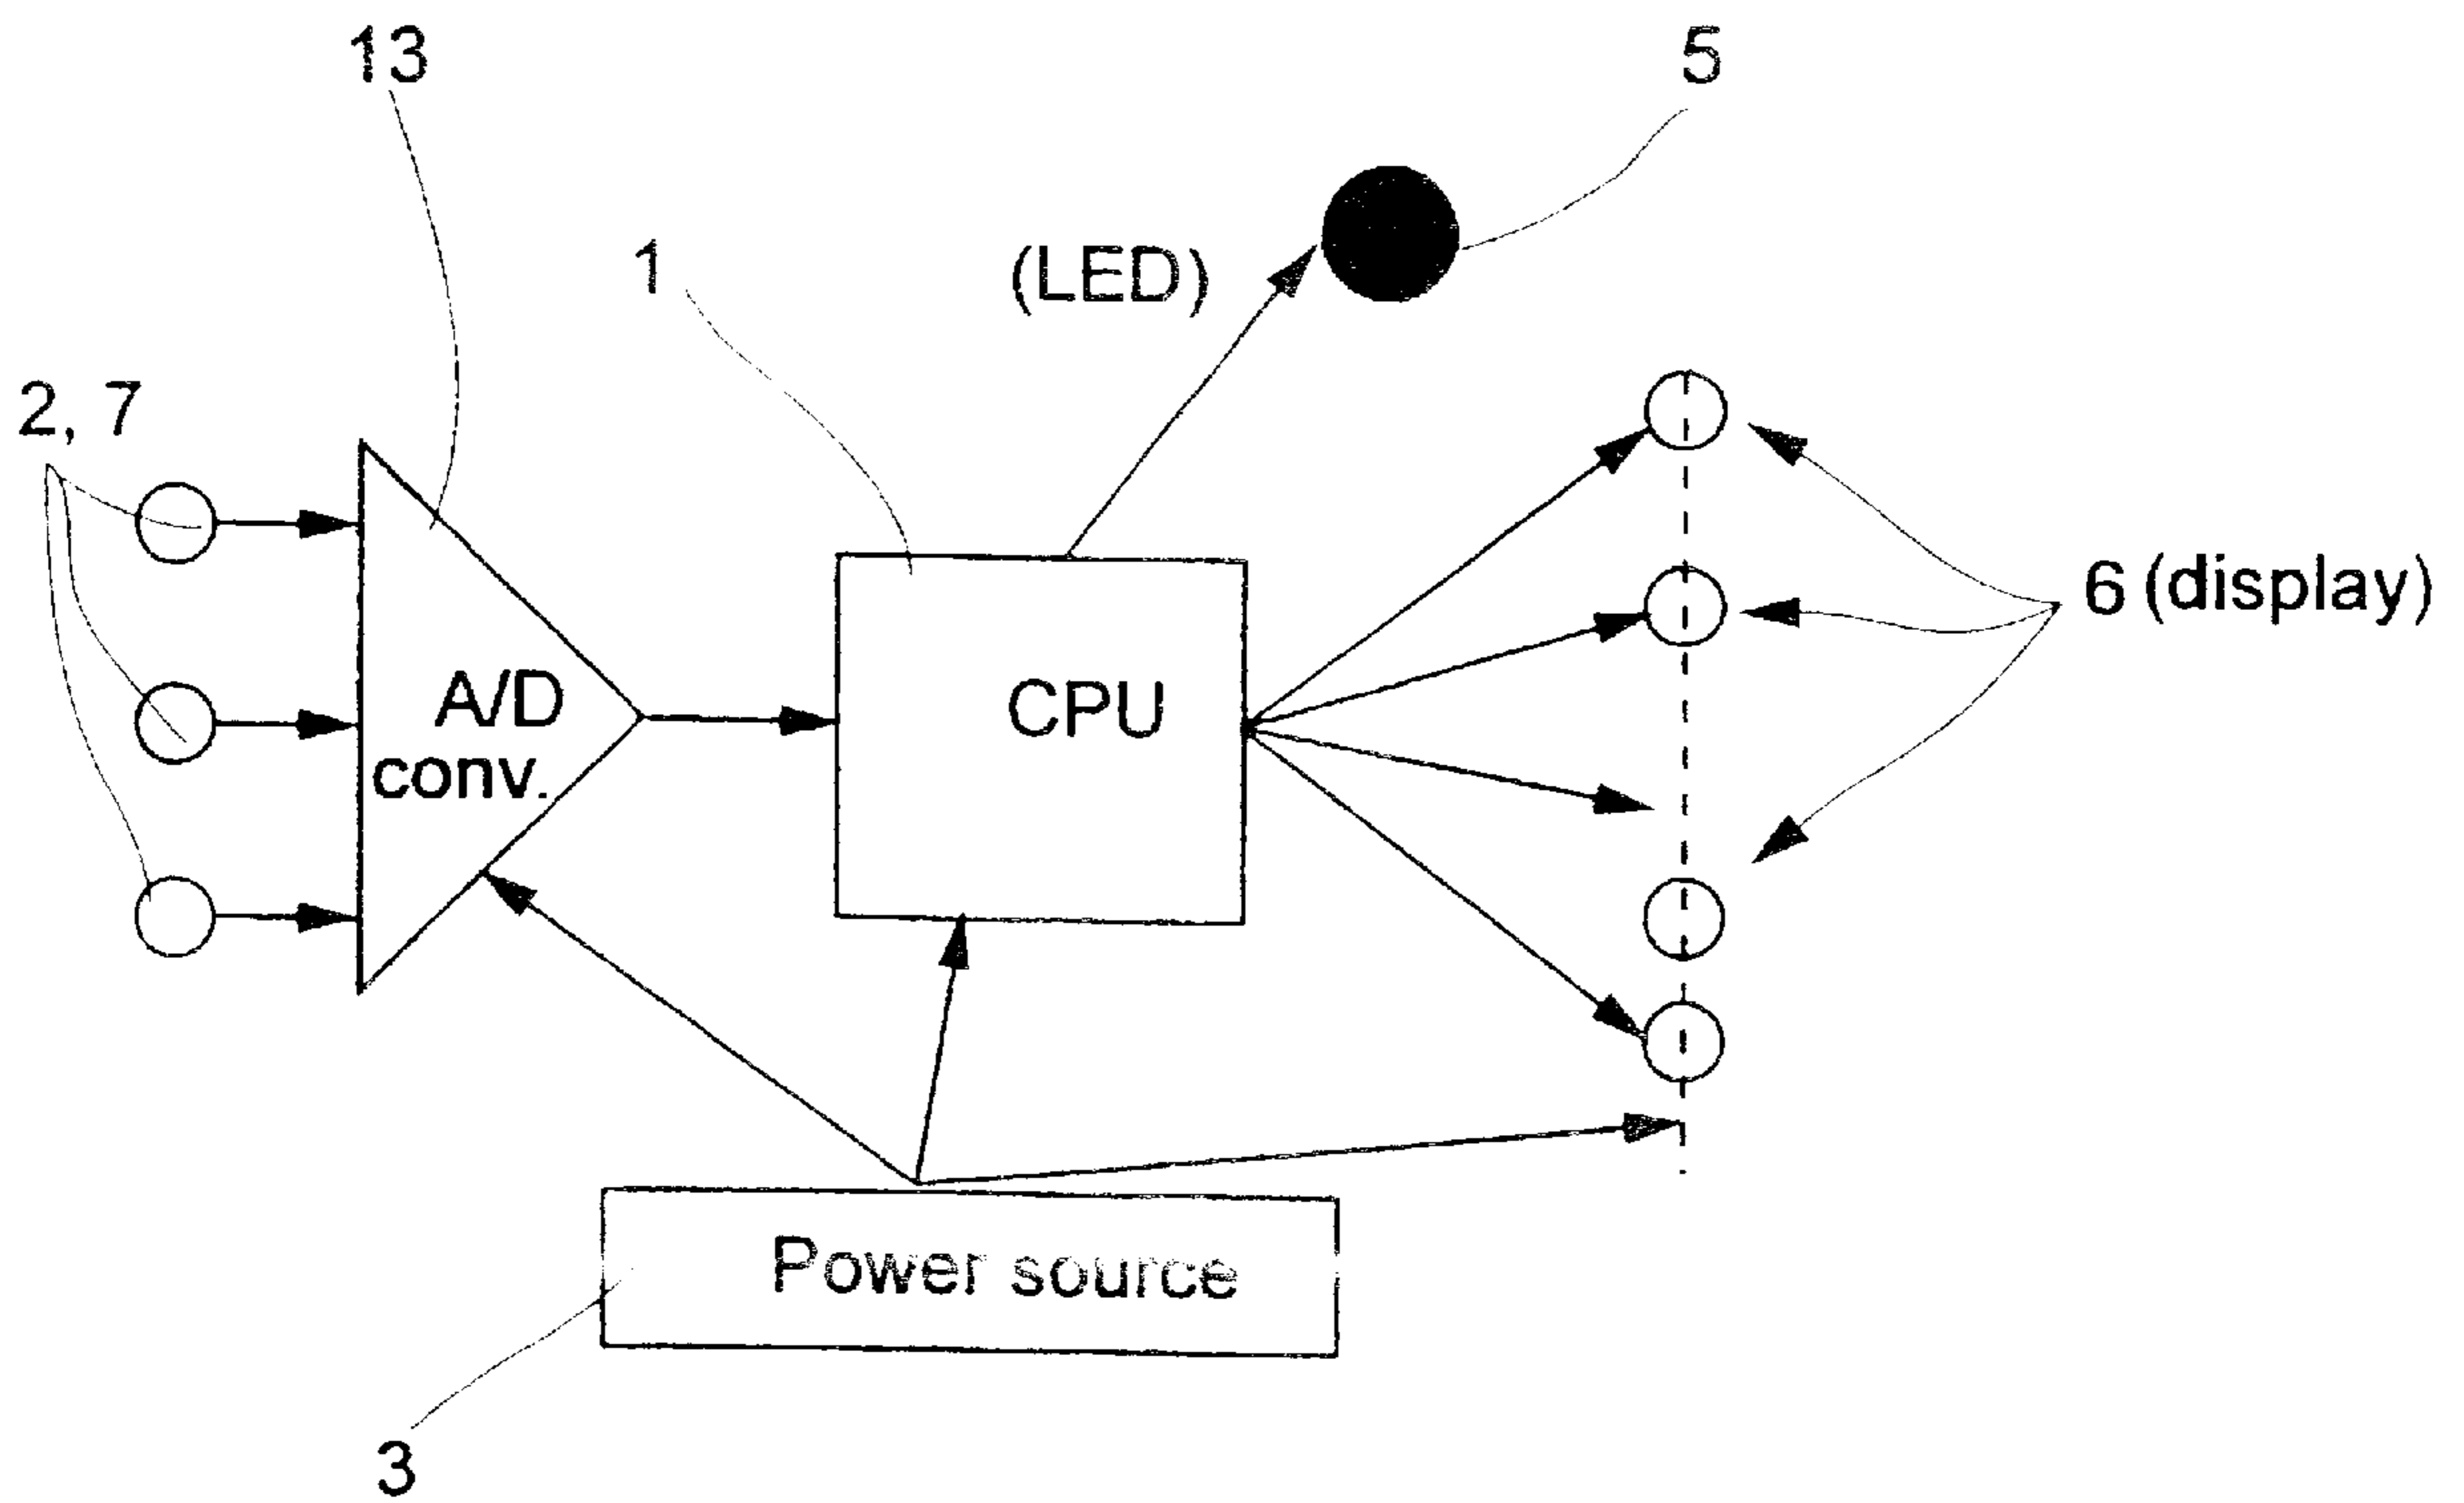 13
5
1
(LED)
2, 7
6 (display)
A/D
conv.
CPU
Power source
3